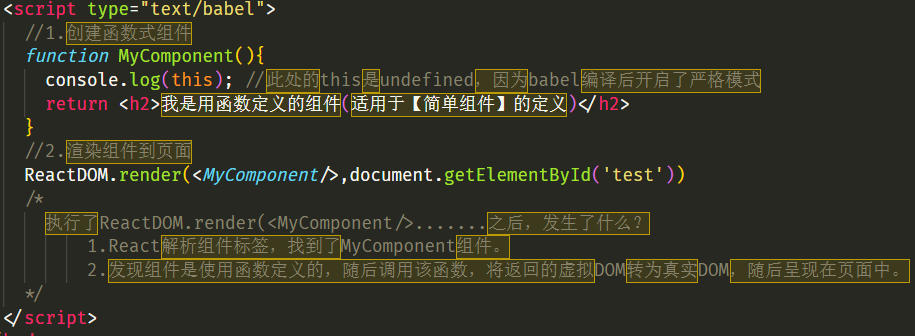 <script type="text/babel">
//1.创建函数式组件
function MyComponent(){
console.log(this); //此处的this是undefined，因为babel编译后开启了严格模式
return <h2>我是用函数定义的组件(适用于【简单组件】的定义)</h2>
}
//2.渲染组件到页面
ReactDOM.render(<MyComponent/>,document.getElementById('test'))
/*
执行了ReactDOM.render(<MyComponent/>.......之后，发生了什么？
1.React解析组件标签，找到了MyComponent组件。
2.发现组件是使用函数定义的，随后调用该函数，将返回的虚拟DOM转为真实DOM，随后呈现在页面中。
*/
</script>